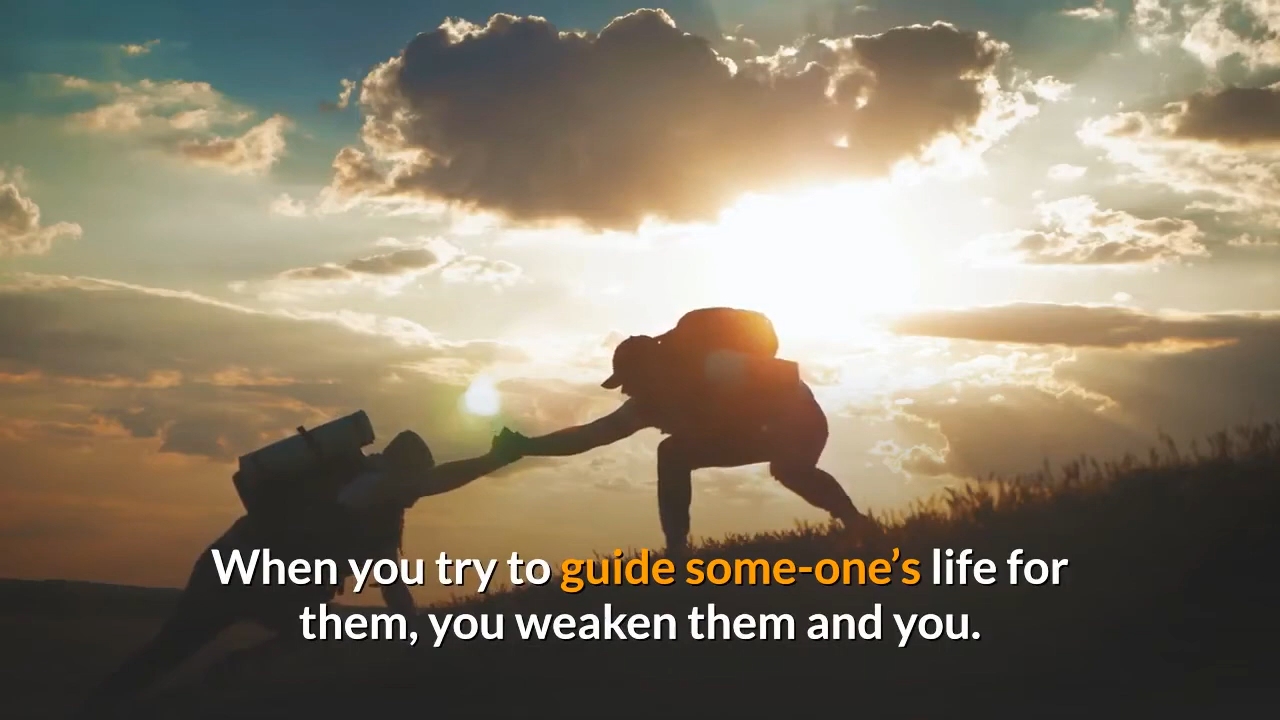 When you try to guide some-one’s life for
them, you weaken them and you.